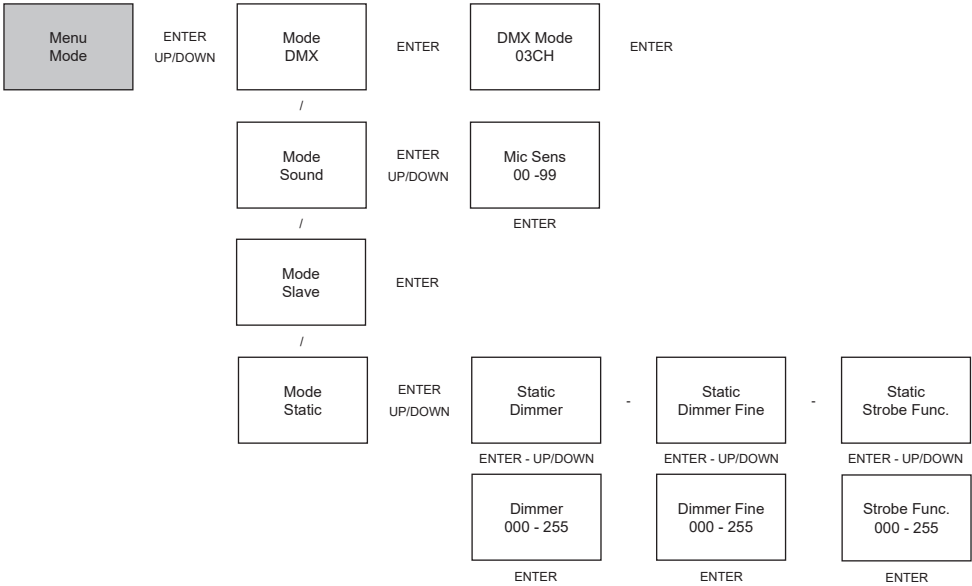 Menu
Mode
ENTER
UP/DOWN
Mode
DMX
ENTER
DMX Mode
03CH
ENTER
/
Mode
Sound
ENTER
UP/DOWN
Mic Sens
00 -99
ENTER
/
Mode
Slave
ENTER
/
Mode
Static
ENTER
UP/DOWN
Static
Dimmer
-
Static
Dimmer Fine
-
Static
Strobe Func.
ENTER - UP/DOWN
ENTER - UP/DOWN
ENTER - UP/DOWN
Dimmer
000 - 255
Dimmer Fine
000 - 255
Strobe Func.
000 - 255
ENTER
ENTER
ENTER